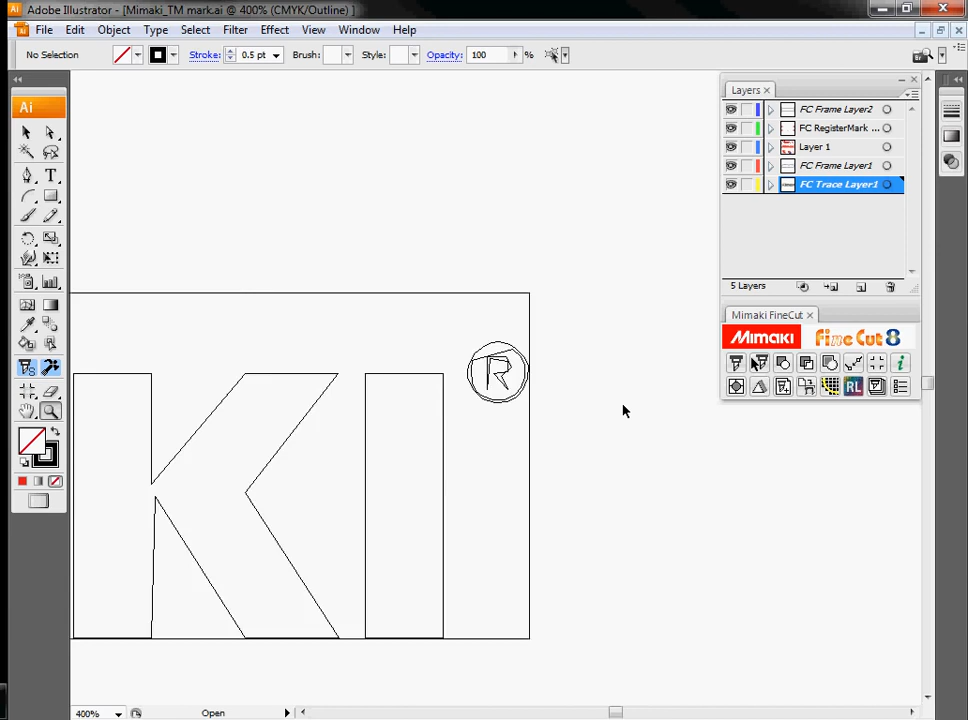 Adobe Illustrator - [Mimaki_TM mark.ai @ 400% (CMYK/Outline) ]
File Edit Object Type Select Filter Effect View Window Help
No Selection Stroke: 0.5 pt Brush: Style: Opacity: 100 %
Ai
Layers
FC Frame Layer2
FC RegisterMark ...
Layer 1
FC Frame Layer1
FC Trace Layer1
5 Layers
Mimaki FineCut
Mimaki FineCut 8
RL
KI ®
400% Open